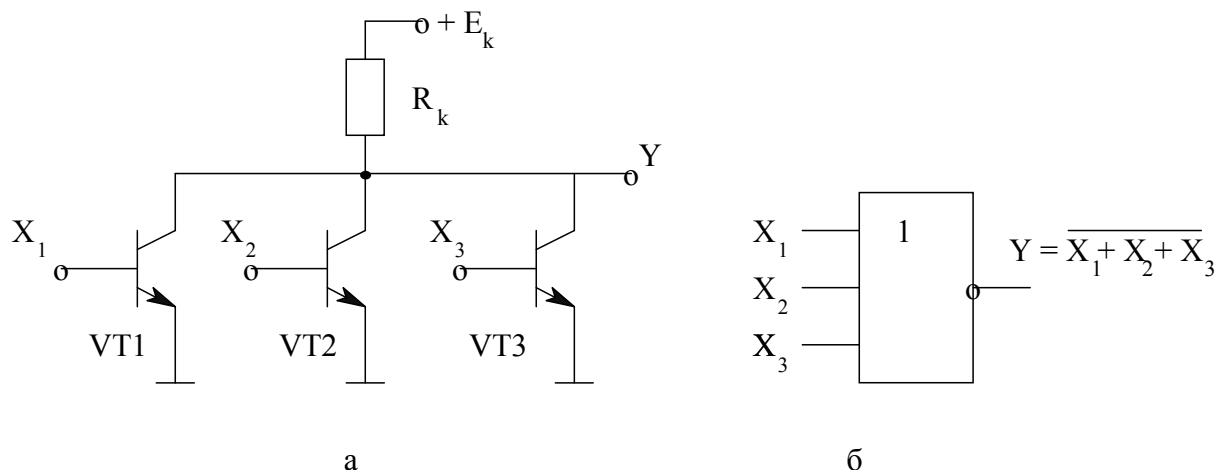 + E_k
R_k
Y
X_1
X_2
X_3
VT1
VT2
VT3
а
X_1
X_2
X_3
1
Y = \overline{X_1 + X_2 + X_3}
б